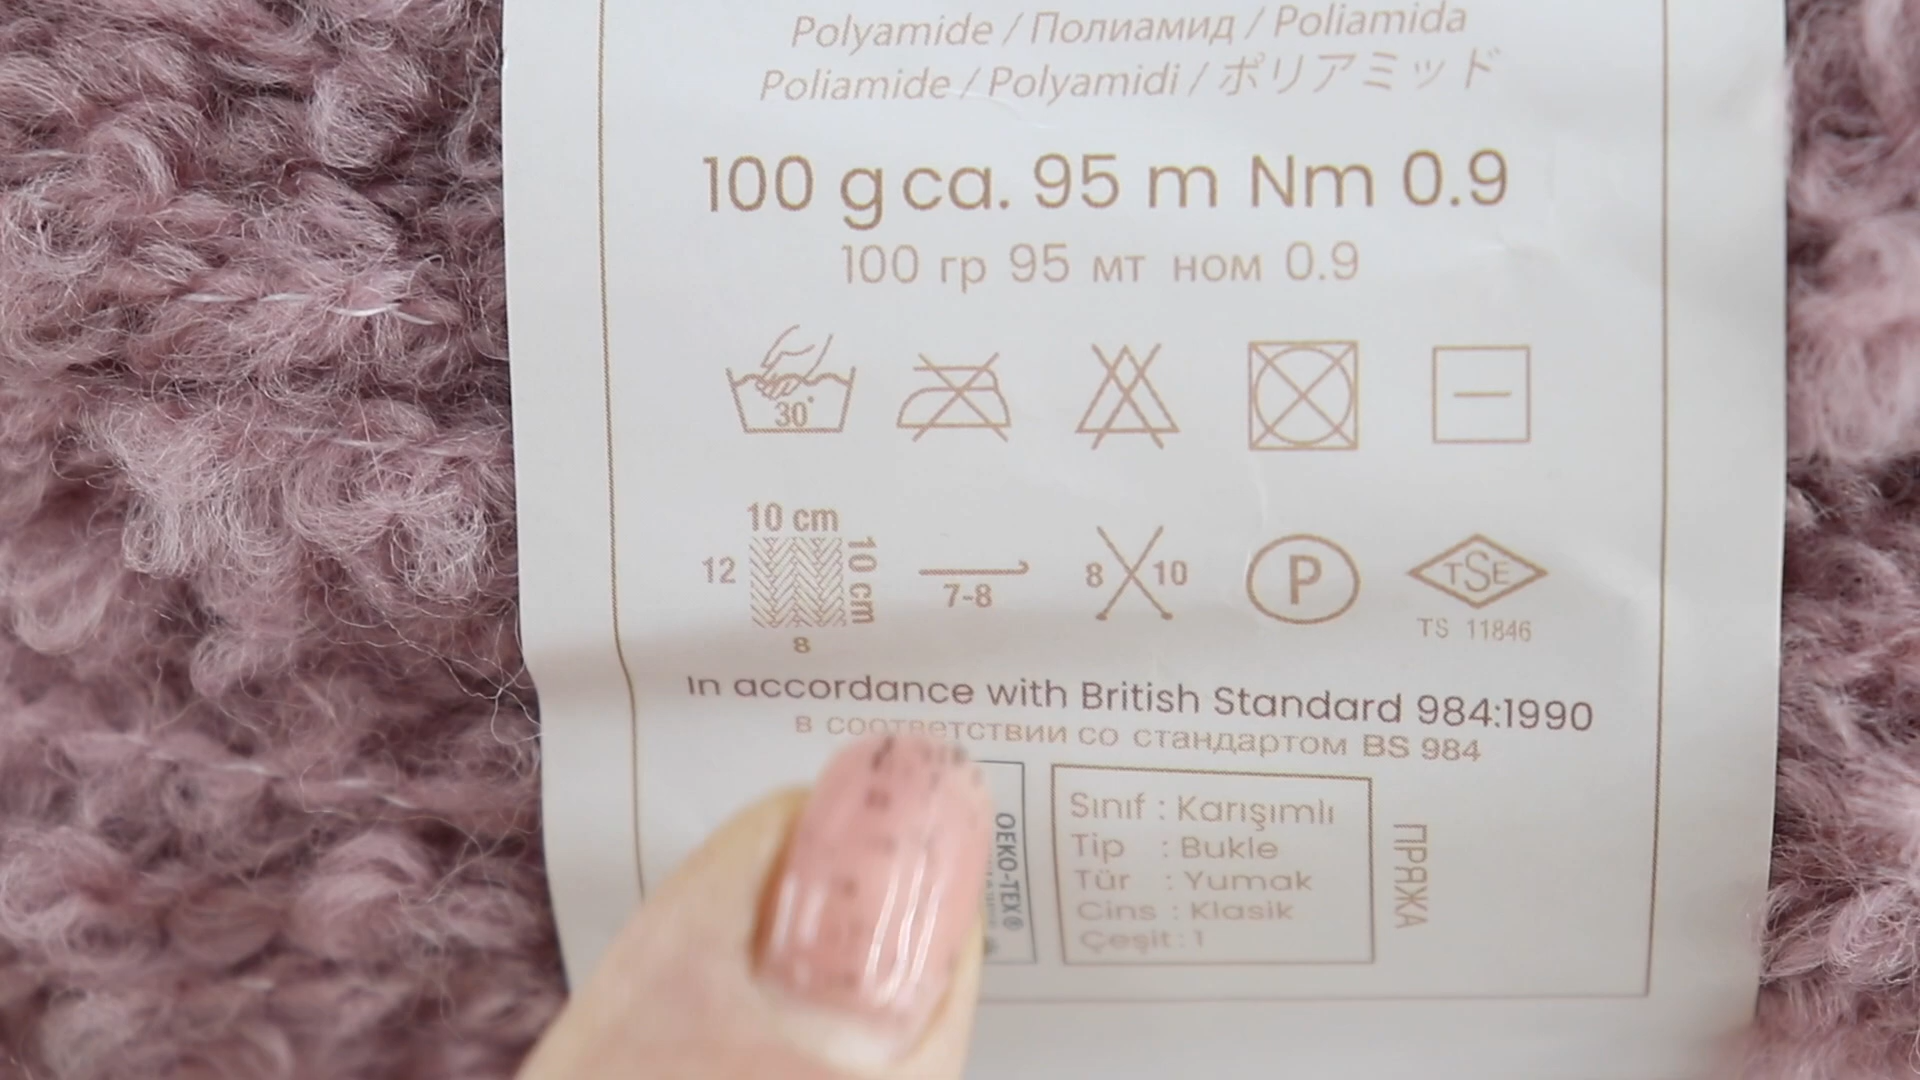 Polyamide / Полиамид / Poliamida
Poliamide / Polyamidi / ポリアミッド
100 g ca. 95 m Nm 0.9
100 гр 95 мт ном 0.9
30°
10 cm
12
10 cm
8
7-8
8 10
P
TSE
TS 11846
In accordance with British Standard 984:1990
в соответствии со стандартом BS 984
OEKO-TEX®
Sınıf : Karışımlı
Tip : Bukle
Tür : Yumak
Cins : Klasik
Çeşit : 1
ПРЯЖА